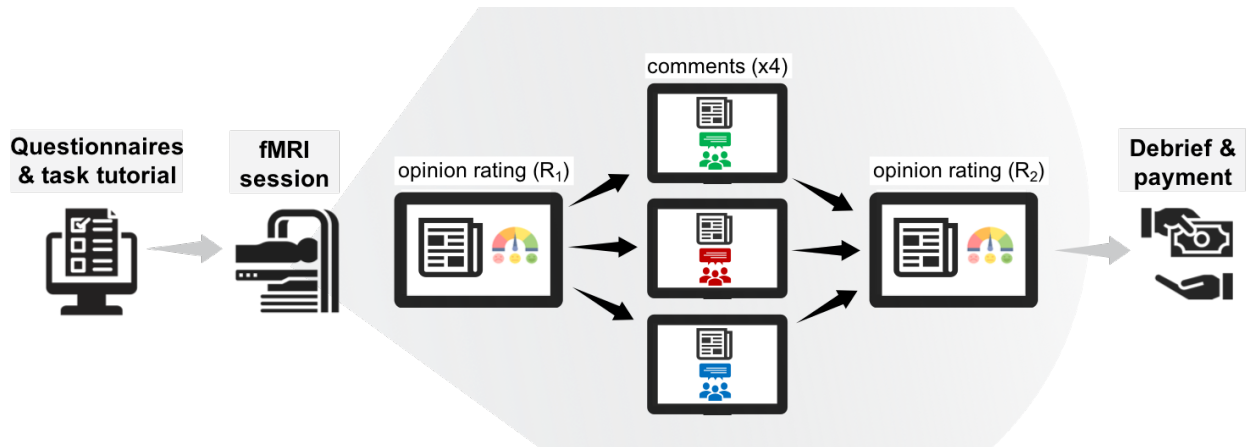 Questionnaires
& task tutorial
fMRI
session
opinion rating (R₁)
comments (x4)
opinion rating (R₂)
Debrief &
payment